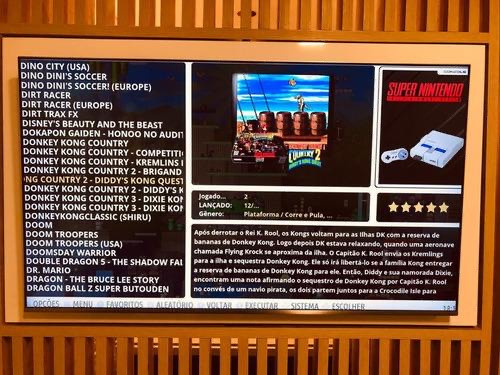 DINO CITY (USA)
DINO DINI'S SOCCER
DINO DINI'S SOCCER! (EUROPE)
DIRT RACER
DIRT RACER (EUROPE)
DIRT TRAX FX
DISNEY'S BEAUTY AND THE BEAST
DOKAPON GAIDEN - HONOO NO AUDIT
DONKEY KONG COUNTRY - COMPETITI
DONKEY KONG COUNTRY - KREMLINS I
DONKEY KONG COUNTRY 2 - BRIGAND
NG COUNTRY 2 - DIDDY'S KONG QUEST
DONKEY KONG COUNTRY 2 - DIDDY'S K
DONKEY KONG COUNTRY 3 - DIXIE KON
DONKEY KONG COUNTRY 3 - DIXIE KON
DONKEYKONGCLASSIC (SHIRU)
DOOM
DOOM TROOPERS
DOOM TROOPERS (USA)
DOOMSDAY WARRIOR
DOUBLE DRAGON 5 - THE SHADOW FAL
DR. MARIO
DRAGON - THE BRUCE LEE STORY
DRAGON BALL Z SUPER BUTOUDEN
COUNTRY 2
CONSOLE
SUPER NINTENDO
Jogado... 2
LANÇADO: 12/...
Gênero: Plataforma / Corre e Pula, ...
Após derrotar o Rei K. Rool, os Kongs voltam para as Ilhas DK com a reserva de
bananas de Donkey Kong. Logo depois DK estava relaxando, quando uma aeronave
chamada Flying Krock se aproxima da ilha. O Capitão K. Rool envia os Kremlings
para a ilha e sequestra Donkey Kong. Ele só irá libertá-lo se a família Kong entregar
a reserva de bananas de Donkey Kong para ele. Então, Diddy e sua namorada Dixie,
encontram uma nota afirmando o sequestro de Donkey Kong por Capitão K. Rool
no convés de um navio pirata, os dois partem juntos para a Crocodile Isle para
OPÇÕES MENU FAVORITOS ALEATÓRIO VOLTAR EXECUTAR SISTEMA ESCOLHER